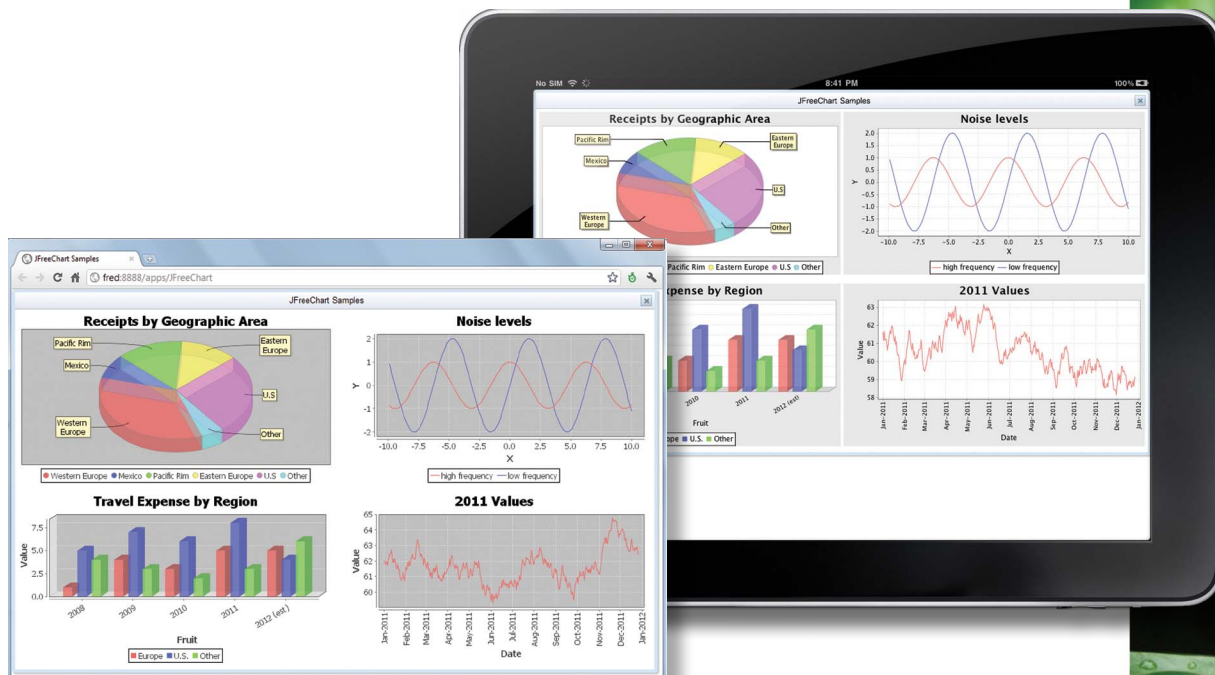 No SIM 8:41 PM 100%
JFreeChart Samples
Receipts by Geographic Area
Pacific Rim
Eastern
Europe
Mexico
U.S
Western
Europe
Other
Pacific Rim Eastern Europe U.S Other
Noise levels
2.0
1.5
1.0
0.5
0.0
-0.5
-1.0
-1.5
-2.0
Y
-10.0 -7.5 -5.0 -2.5 0.0 2.5 5.0 7.5 10.0
X
high frequency low frequency
xpense by Region
2010 2011 2012 (est)
Fruit
ope U.S. Other
2011 Values
63
62
61
60
59
58
Value
Jan-2011 Feb-2011 Mar-2011 Apr-2011 May-2011 Jun-2011 Jul-2011 Aug-2011 Sep-2011 Oct-2011 Nov-2011 Dec-2011 Jan-2012
Date
JFreeChart Samples
fred:8888/apps/JFreeChart
JFreeChart Samples
Receipts by Geographic Area
Pacific Rim
Eastern
Europe
Mexico
U.S
Western
Europe
Other
Western Europe Mexico Pacific Rim Eastern Europe U.S Other
Noise levels
2
1
0
-1
-2
Y
-10.0 -7.5 -5.0 -2.5 0.0 2.5 5.0 7.5 10.0
X
high frequency low frequency
Travel Expense by Region
7.5
5.0
2.5
0.0
Value
2008 2009 2010 2011 2012 (est)
Fruit
Europe U.S. Other
2011 Values
65
64
63
62
61
60
Value
Jan-2011 Feb-2011 Mar-2011 Apr-2011 May-2011 Jun-2011 Jul-2011 Aug-2011 Sep-2011 Oct-2011 Nov-2011 Dec-2011 Jan-2012
Date